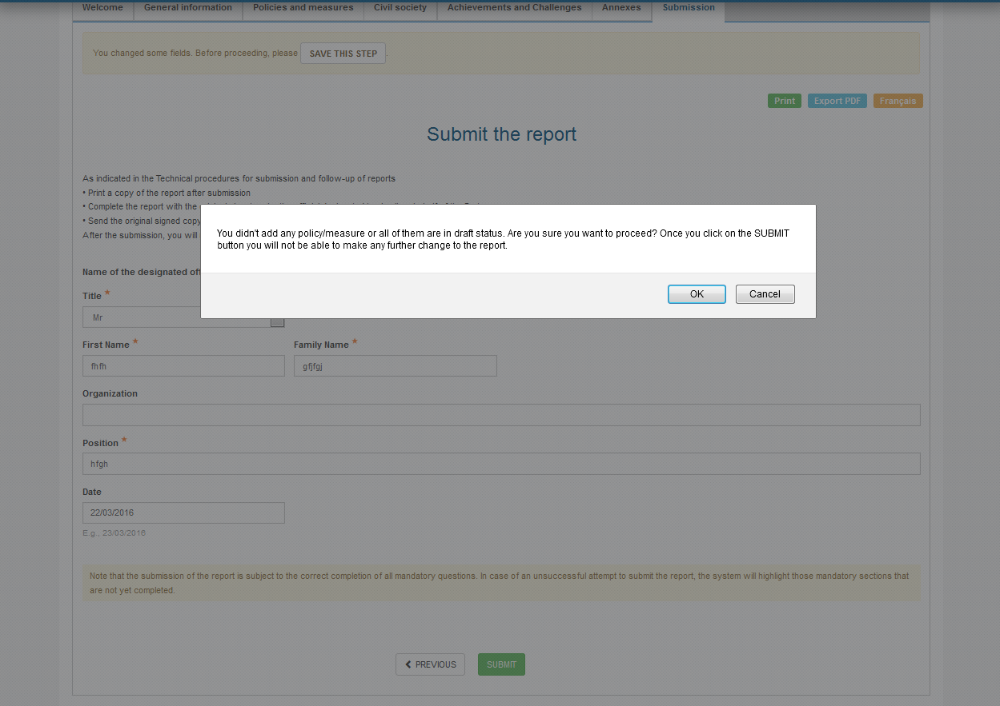 Welcome General information Policies and measures Civil society Achievements and Challenges Annexes Submission
You changed some fields. Before proceeding, please SAVE THIS STEP .
Print Export PDF Français
Submit the report
As indicated in the Technical procedures for submission and follow-up of reports
• Print a copy of the report after submission
• Complete the report with the
• Send the original signed copy
After the submission, you will
You didn't add any policy/measure or all of them are in draft status. Are you sure you want to proceed? Once you click on the SUBMIT
button you will not be able to make any further change to the report.
OK Cancel
Name of the designated
Title *
Mr
First Name * Family Name *
fhfh gfjfgj
Organization
Position *
hfgh
Date
22/03/2016
E.g., 23/03/2016
Note that the submission of the report is subject to the correct completion of all mandatory questions. In case of an unsuccessful attempt to submit the report, the system will highlight those mandatory sections that
are not yet completed.
PREVIOUS SUBMIT